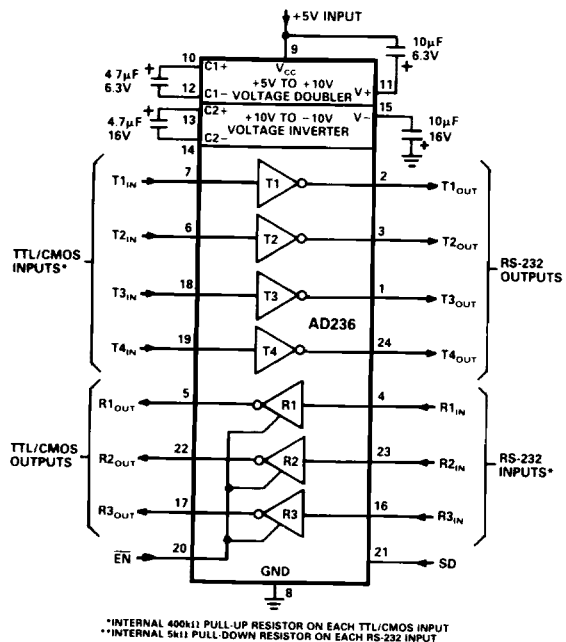 +5V INPUT
9
10µF
6.3V
10
4.7µF
6.3V
12
C1+
C1−
VCC
+5V TO +10V
VOLTAGE DOUBLER
V+
11
4.7µF
16V
13
14
C2+
C2−
+10V TO −10V
VOLTAGE INVERTER
V−
15
10µF
16V
TTL/CMOS
INPUTS*
T1IN
7
T1
2
T1OUT
T2IN
6
T2
3
T2OUT
T3IN
18
T3
1
T3OUT
AD236
T4IN
19
T4
24
T4OUT
RS-232
OUTPUTS
TTL/CMOS
OUTPUTS
R1OUT
5
R1
4
R1IN
R2OUT
22
R2
23
R2IN
R3OUT
17
R3
16
R3IN
RS-232
INPUTS*
E̅N̅
20
21
SD
GND
8
*INTERNAL 400kΩ PULL-UP RESISTOR ON EACH TTL/CMOS INPUT
**INTERNAL 5kΩ PULL-DOWN RESISTOR ON EACH RS-232 INPUT